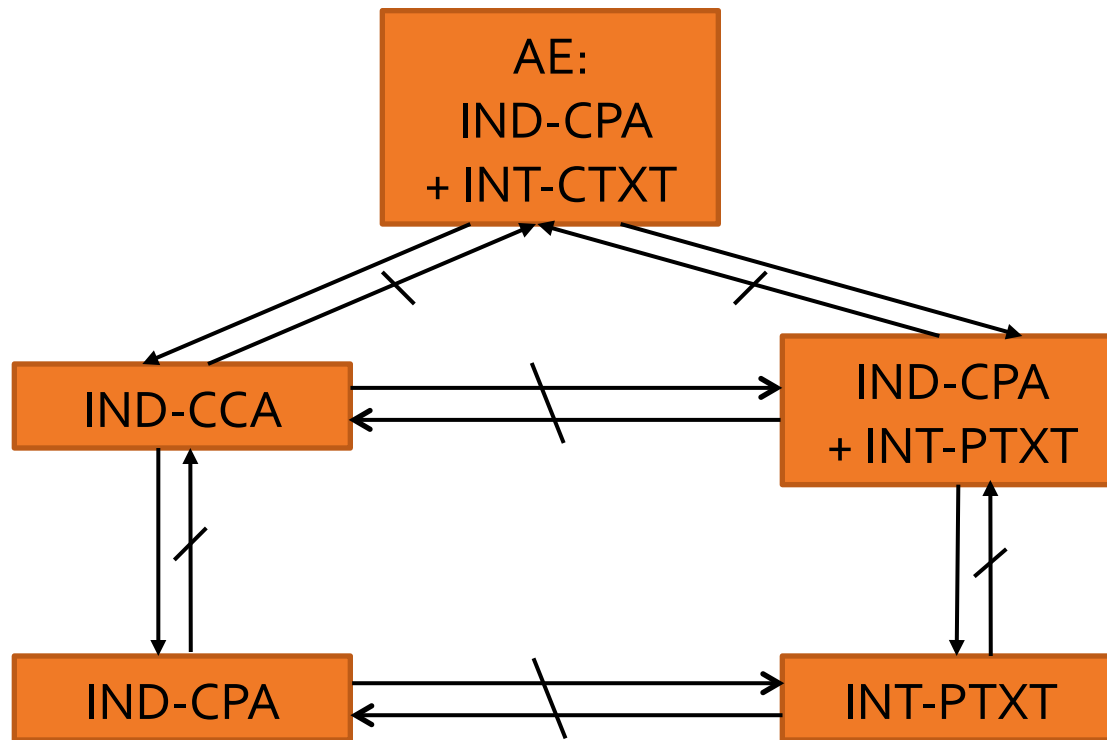 AE:
IND-CPA
+ INT-CTXT
IND-CCA
IND-CPA
+ INT-PTXT
IND-CPA
INT-PTXT